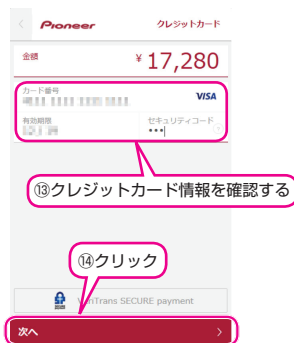 Pioneer クレジットカード
金額 ¥ 17,280
カード番号
VISA
有効期限 セキュリティコード
•••
⑬クレジットカード情報を確認する
⑭クリック
Trans SECURE payment
次へ